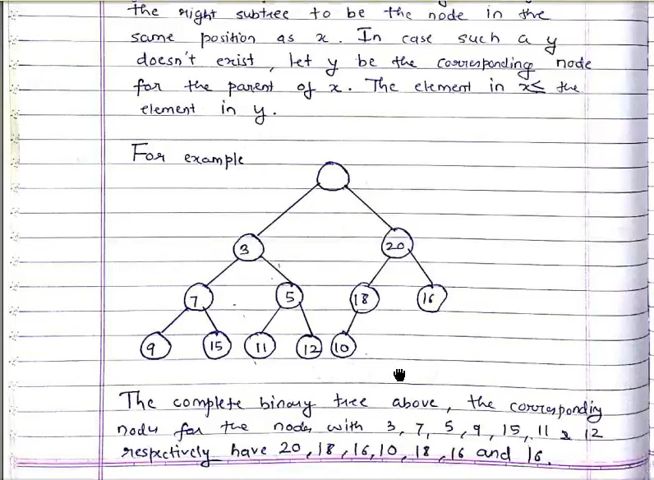 the right subtree to be the node in the
same position as x. In case such a y
doesn't exist, let y be the corresponding node
for the parent of x. The element in x≤ the
element in y.
For example
3 20
7 5 18 16
9 15 11 12 10
The complete binary tree above, the corresponding
nodes for the nodes with 3, 7, 5, 9, 15, 11 & 12
respectively have 20, 18, 16, 10, 18, 16 and 16.